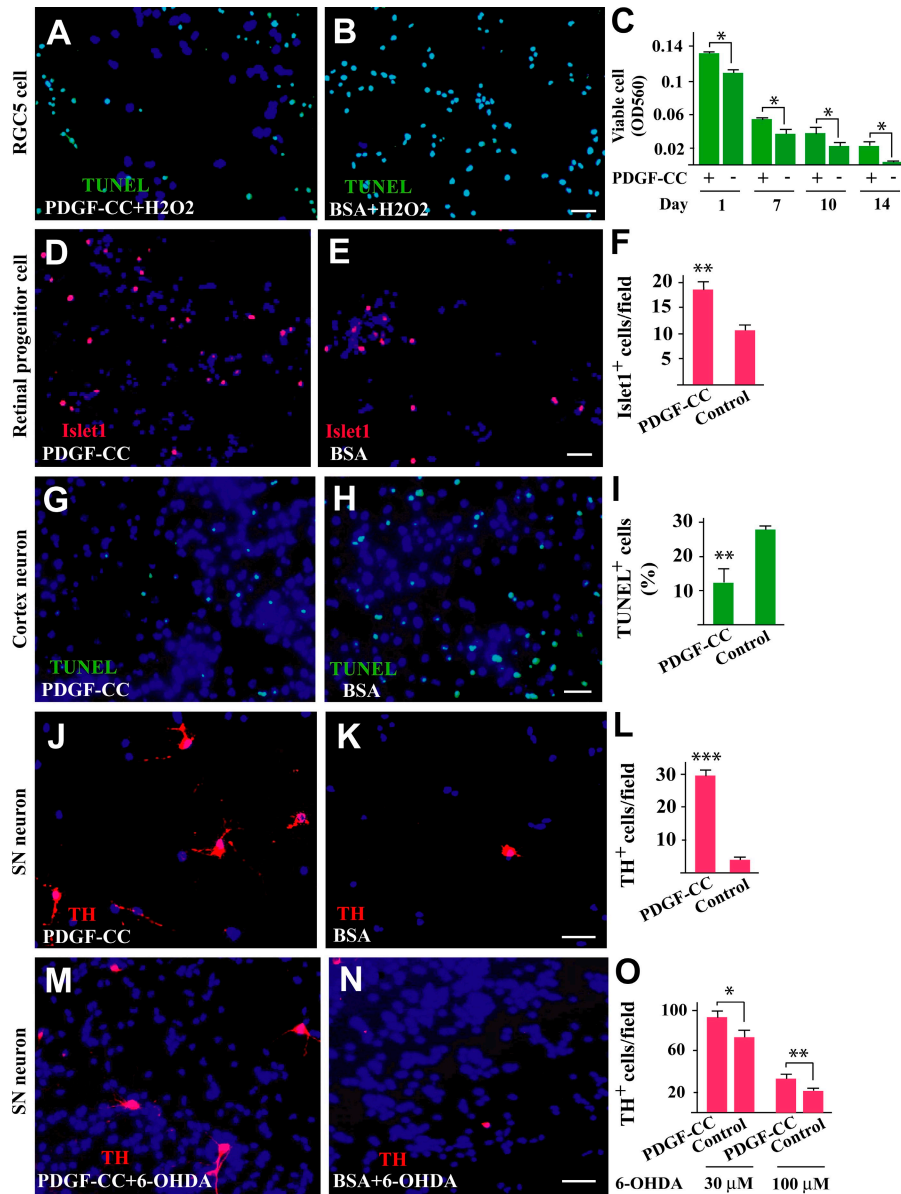 A
B
C
RGC5 cell
TUNEL
PDGF-CC+H2O2
TUNEL
BSA+H2O2
Viable cell
(OD560)
0.14
0.10
0.06
0.02
* * * *
PDGF-CC + - + - + - + -
Day 1 7 10 14
D
E
F
Retinal progenitor cell
Islet1
PDGF-CC
Islet1
BSA
Islet1+ cells/field
20
15
10
5
**
PDGF-CC
Control
G
H
I
Cortex neuron
TUNEL
PDGF-CC
TUNEL
BSA
TUNEL+ cells
(%)
30
20
10
**
PDGF-CC
Control
J
K
L
SN neuron
TH
PDGF-CC
TH
BSA
TH+ cells/field
30
20
10
***
PDGF-CC
Control
M
N
O
SN neuron
TH
PDGF-CC+6-OHDA
TH
BSA+6-OHDA
TH+ cells/field
100
60
20
*
**
PDGF-CC
Control
PDGF-CC
Control
6-OHDA 30 µM 100 µM